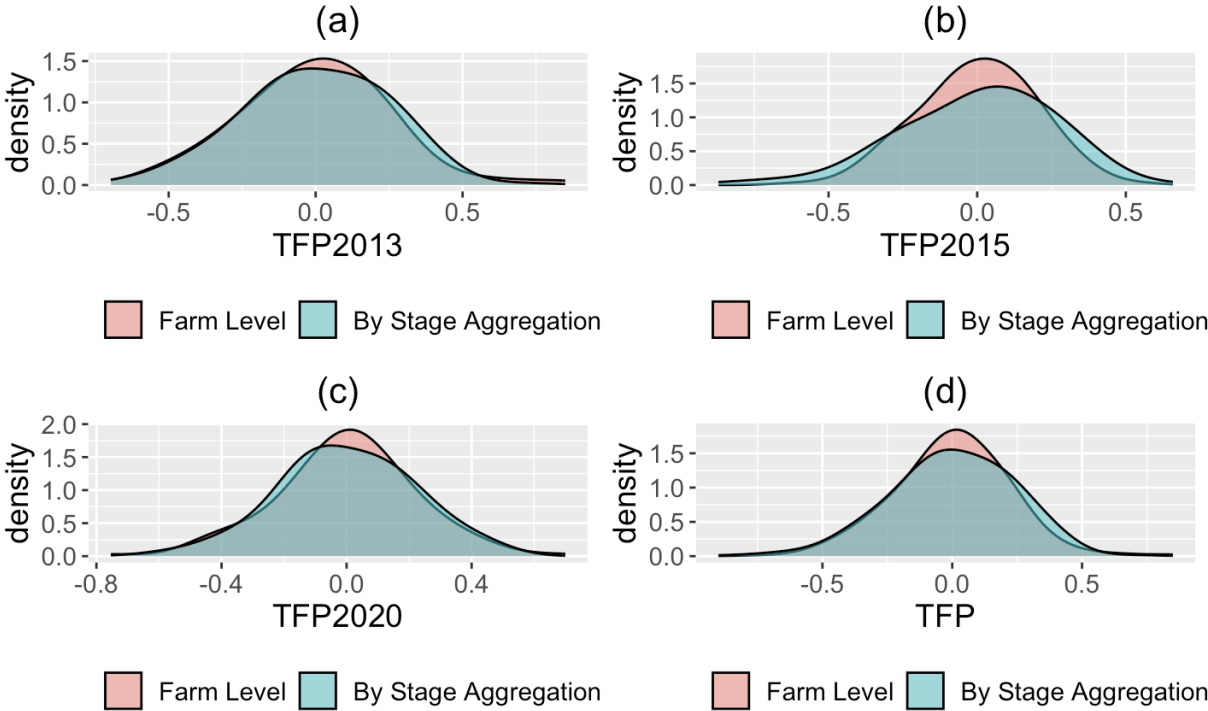 (a)
density
1.5
1.0
0.5
0.0
-0.5 0.0 0.5
TFP2013
Farm Level By Stage Aggregation
(b)
density
1.5
1.0
0.5
0.0
-0.5 0.0 0.5
TFP2015
Farm Level By Stage Aggregation
(c)
density
2.0
1.5
1.0
0.5
0.0
-0.8 -0.4 0.0 0.4
TFP2020
Farm Level By Stage Aggregation
(d)
density
1.5
1.0
0.5
0.0
-0.5 0.0 0.5
TFP
Farm Level By Stage Aggregation